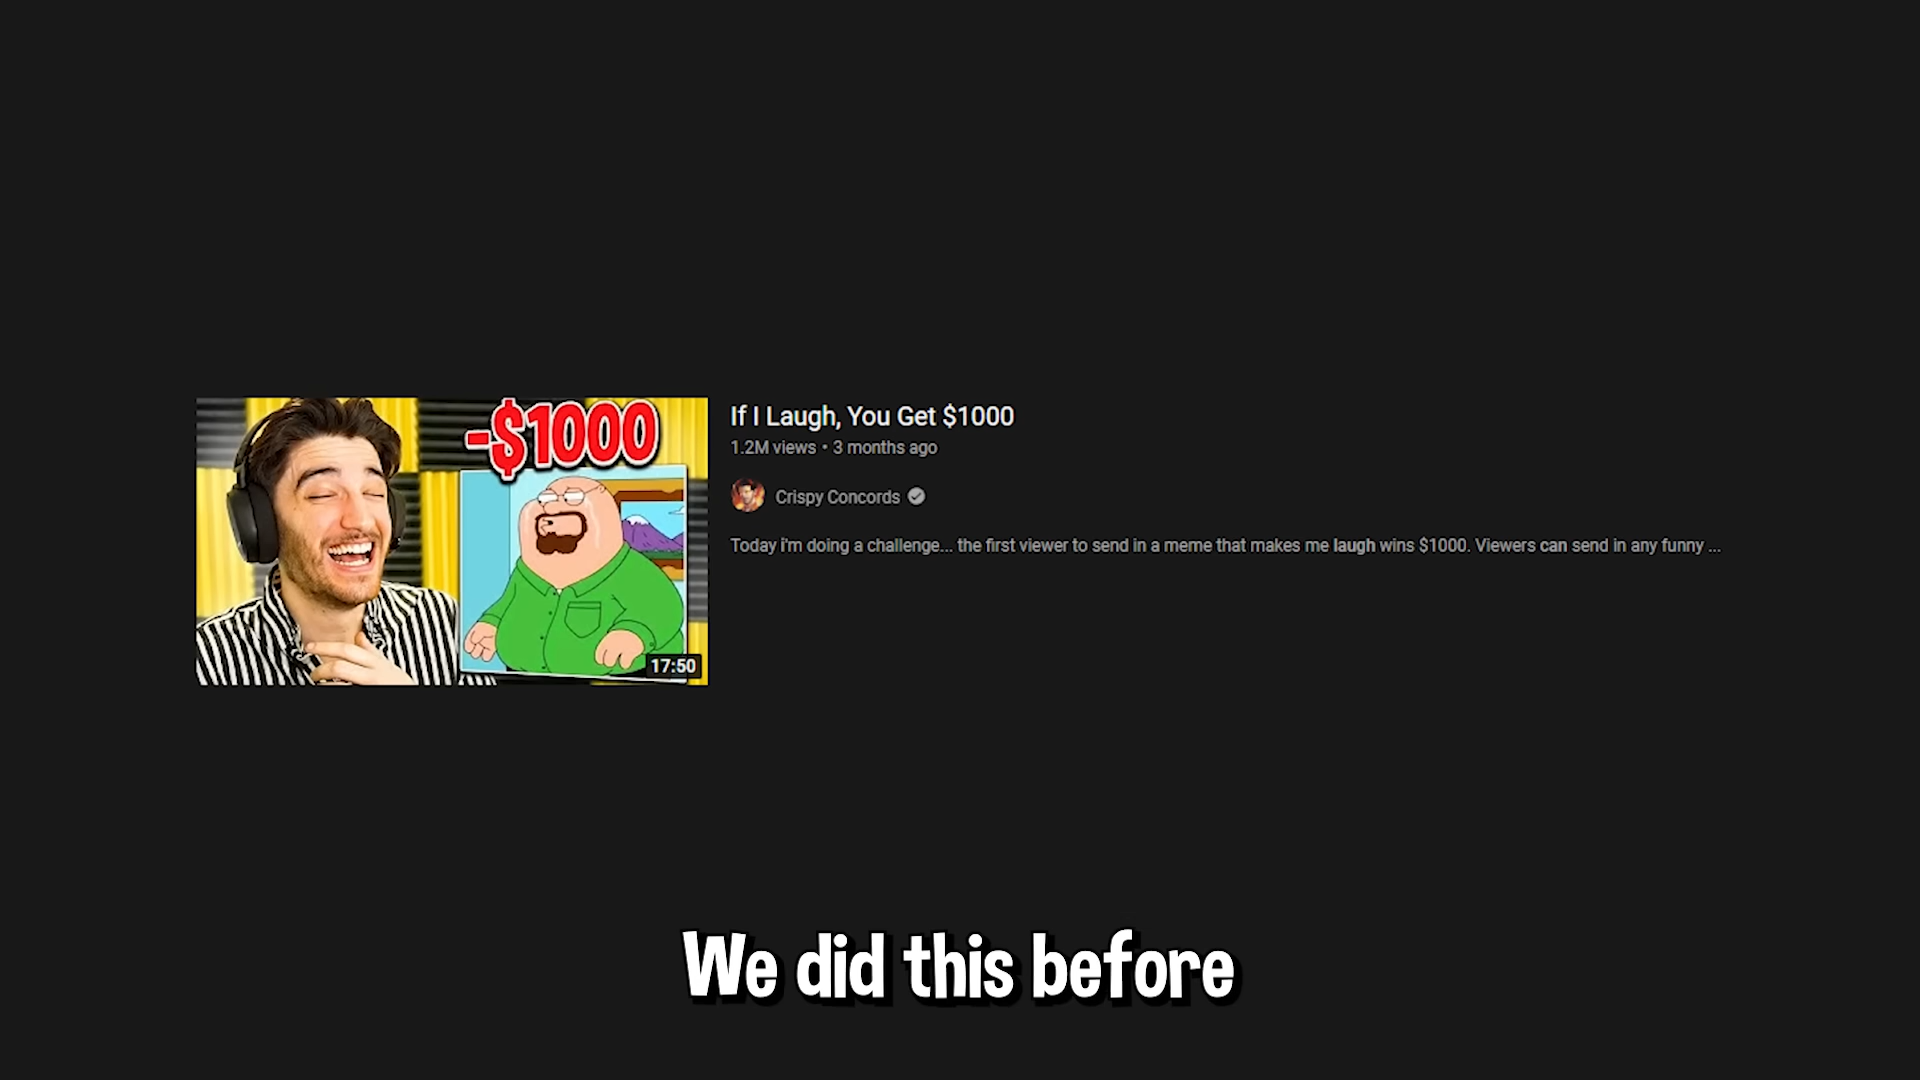 -$1000
17:50
If I Laugh, You Get $1000
1.2M views • 3 months ago
Crispy Concords
Today i'm doing a challenge... the first viewer to send in a meme that makes me laugh wins $1000. Viewers can send in any funny ...
We did this before